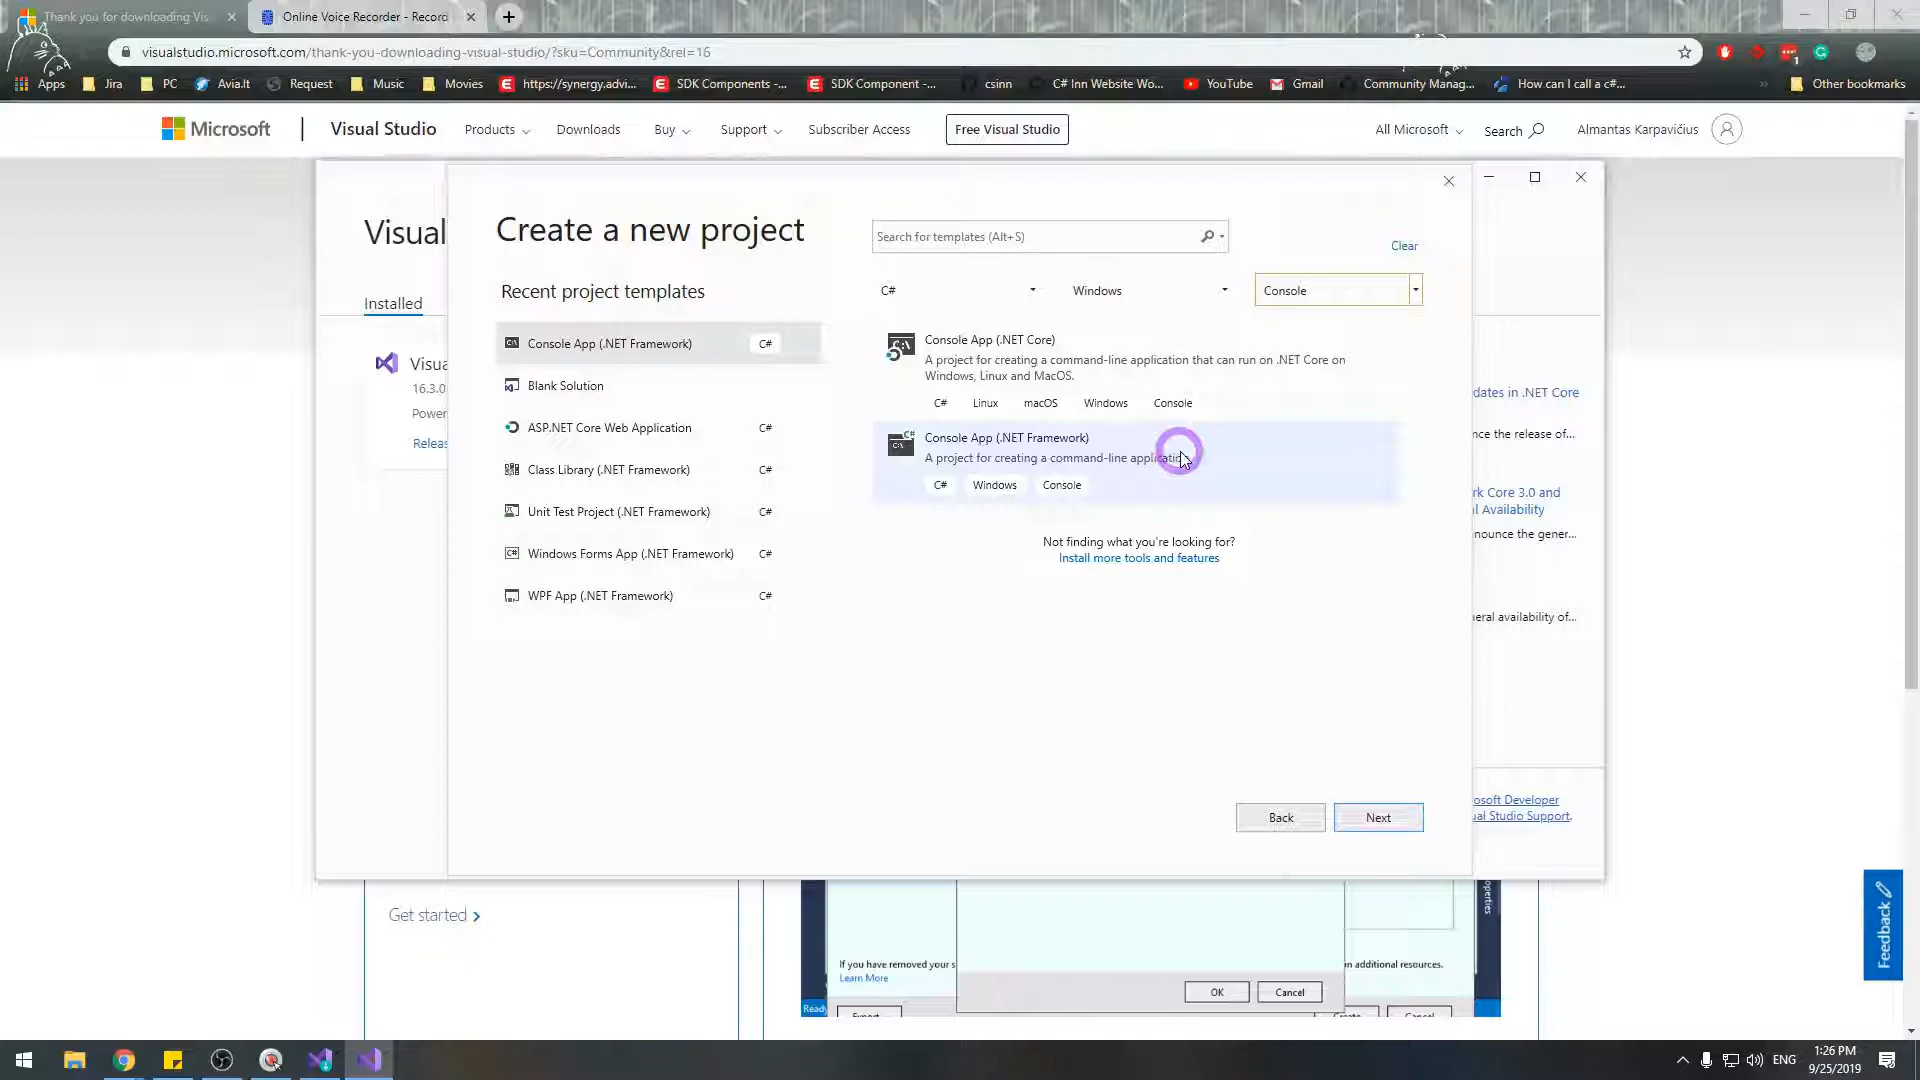 Thank you for downloading Vis
Online Voice Recorder - Record
visualstudio.microsoft.com/thank-you-downloading-visual-studio/?sku=Community&rel=16
Apps
Jira
PC
Avia.lt
Request
Music
Movies
https://synergy.advi...
SDK Components -...
SDK Component -...
csinn
C# Inn Website Wo...
YouTube
Gmail
Community Manag...
How can I call a c#...
»
Other bookmarks
Microsoft
Visual Studio
Products
Downloads
Buy
Support
Subscriber Access
Free Visual Studio
All Microsoft
Search
Almantas Karpavičius
Visual
Installed
Visua
16.3.0
Power
Releas
Create a new project
Search for templates (Alt+S)
Clear
Recent project templates
C#
Windows
Console
Console App (.NET Framework)
C#
Blank Solution
ASP.NET Core Web Application
C#
Class Library (.NET Framework)
C#
Unit Test Project (.NET Framework)
C#
Windows Forms App (.NET Framework)
C#
WPF App (.NET Framework)
C#
Console App (.NET Core)
A project for creating a command-line application that can run on .NET Core on
Windows, Linux and MacOS.
C# Linux macOS Windows Console
Console App (.NET Framework)
A project for creating a command-line application
C# Windows Console
Not finding what you're looking for?
Install more tools and features
Back
Next
dates in .NET Core
nce the release of...
rk Core 3.0 and
l Availability
nounce the gener...
neral availability of...
osoft Developer
ual Studio Support.
Get started
roperties
If you have removed your s
n additional resources.
Learn More
OK
Cancel
Ready
Export...
Create
Cancel
Feedback
ENG
1:26 PM
9/25/2019